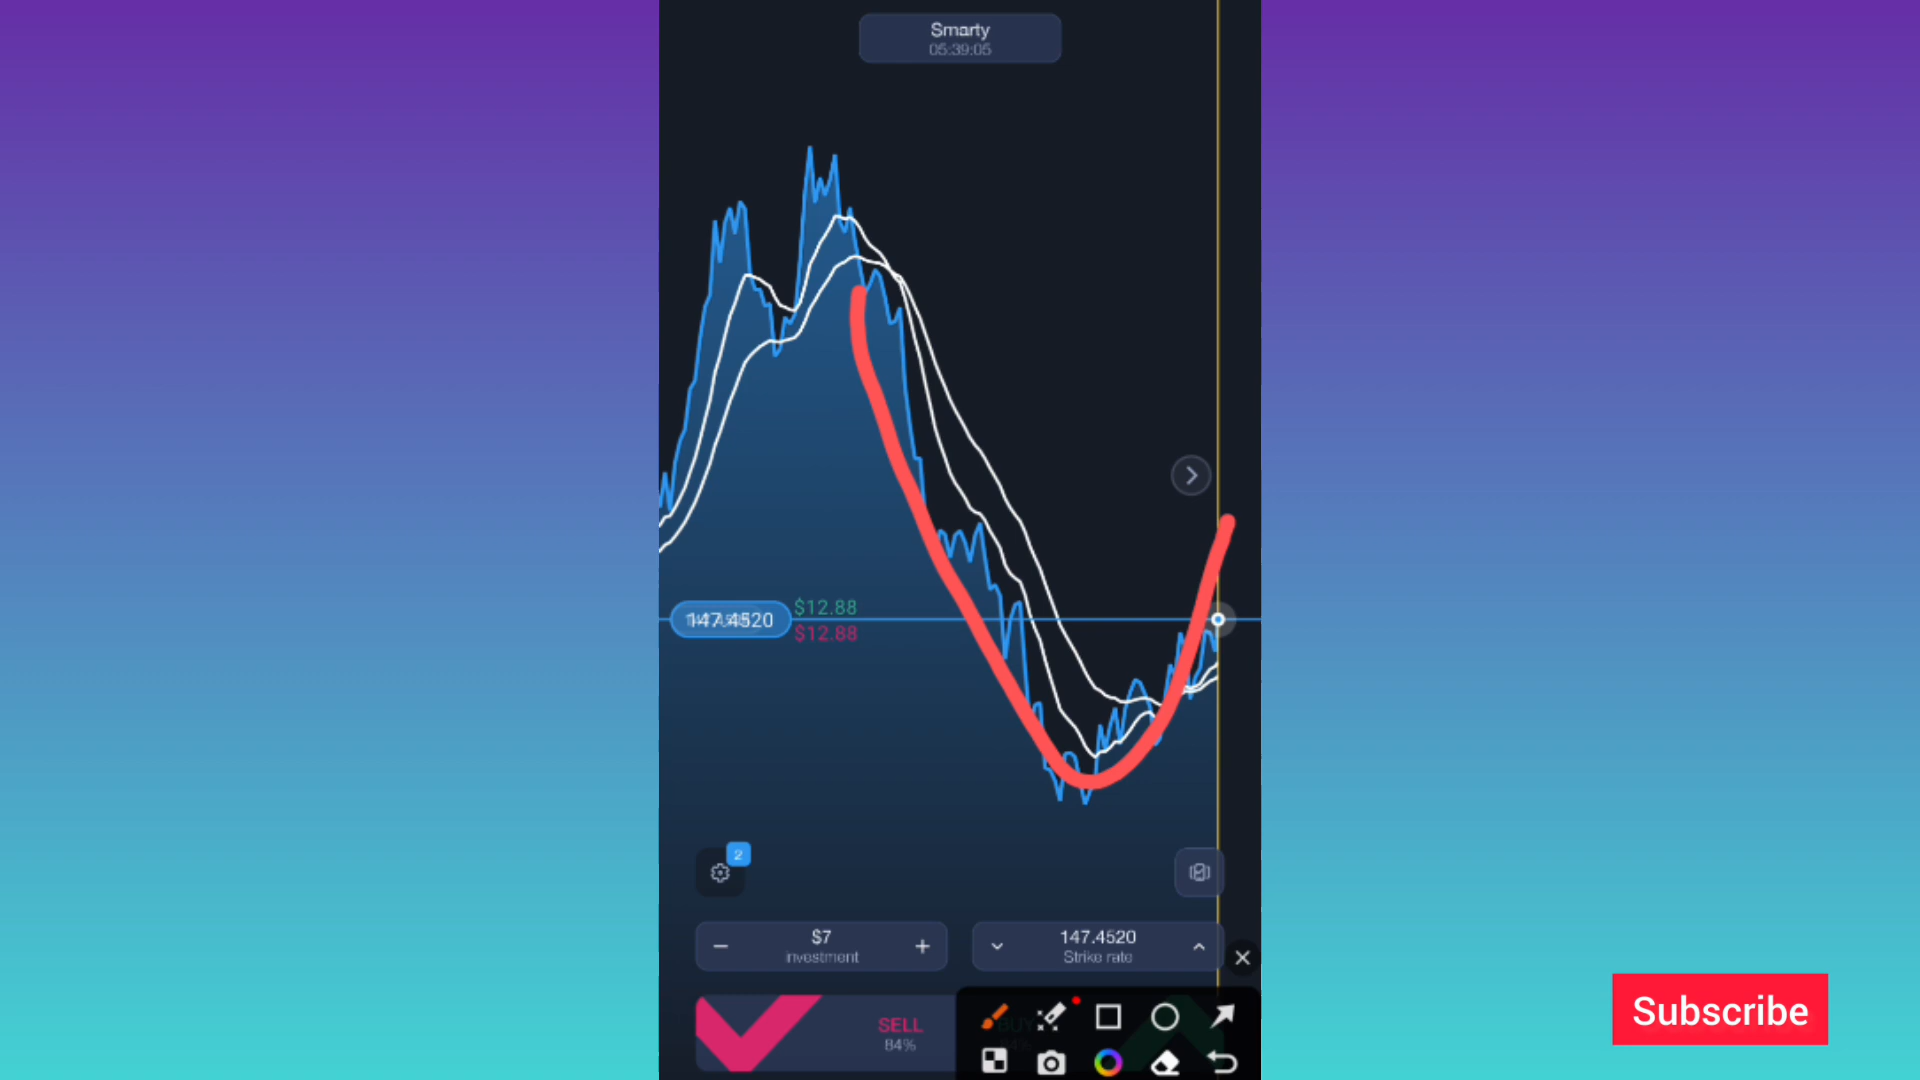 Smarty
05:39:05
147.4520
$12.88
$12.88
2
$7
investment
147.4520
Strike rate
SELL
84%
BUY
Subscribe